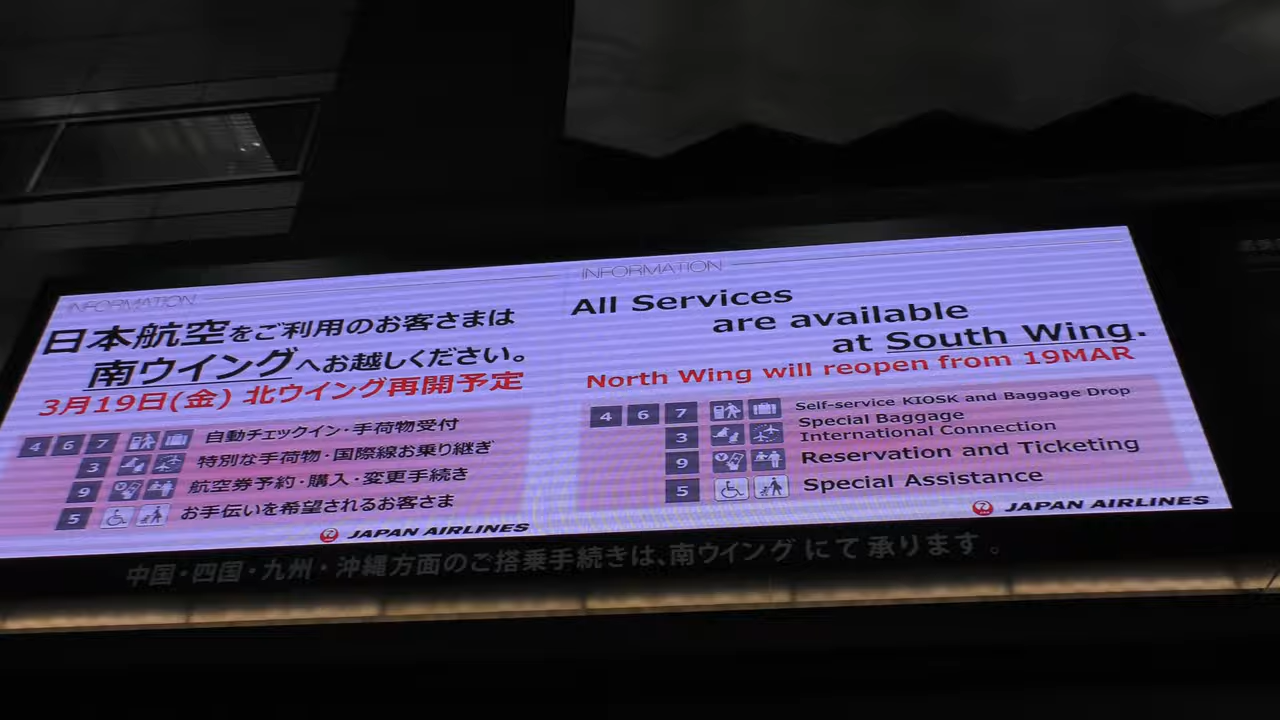 INFORMATION
日本航空をご利用のお客さまは
南ウイングへお越しください。
3月19日(金) 北ウイング再開予定
4 6 7 自動チェックイン・手荷物受付
3 特別な手荷物・国際線お乗り継ぎ
9 航空券予約・購入・変更手続き
5 お手伝いを希望されるお客さま
JAPAN AIRLINES
INFORMATION
All Services
are available
at South Wing.
North Wing will reopen from 19MAR
4 6 7 Self-service KIOSK and Baggage Drop
3 Special Baggage
International Connection
9 Reservation and Ticketing
5 Special Assistance
JAPAN AIRLINES
中国・四国・九州・沖縄方面のご搭乗手続きは、南ウイング にて 承ります 。